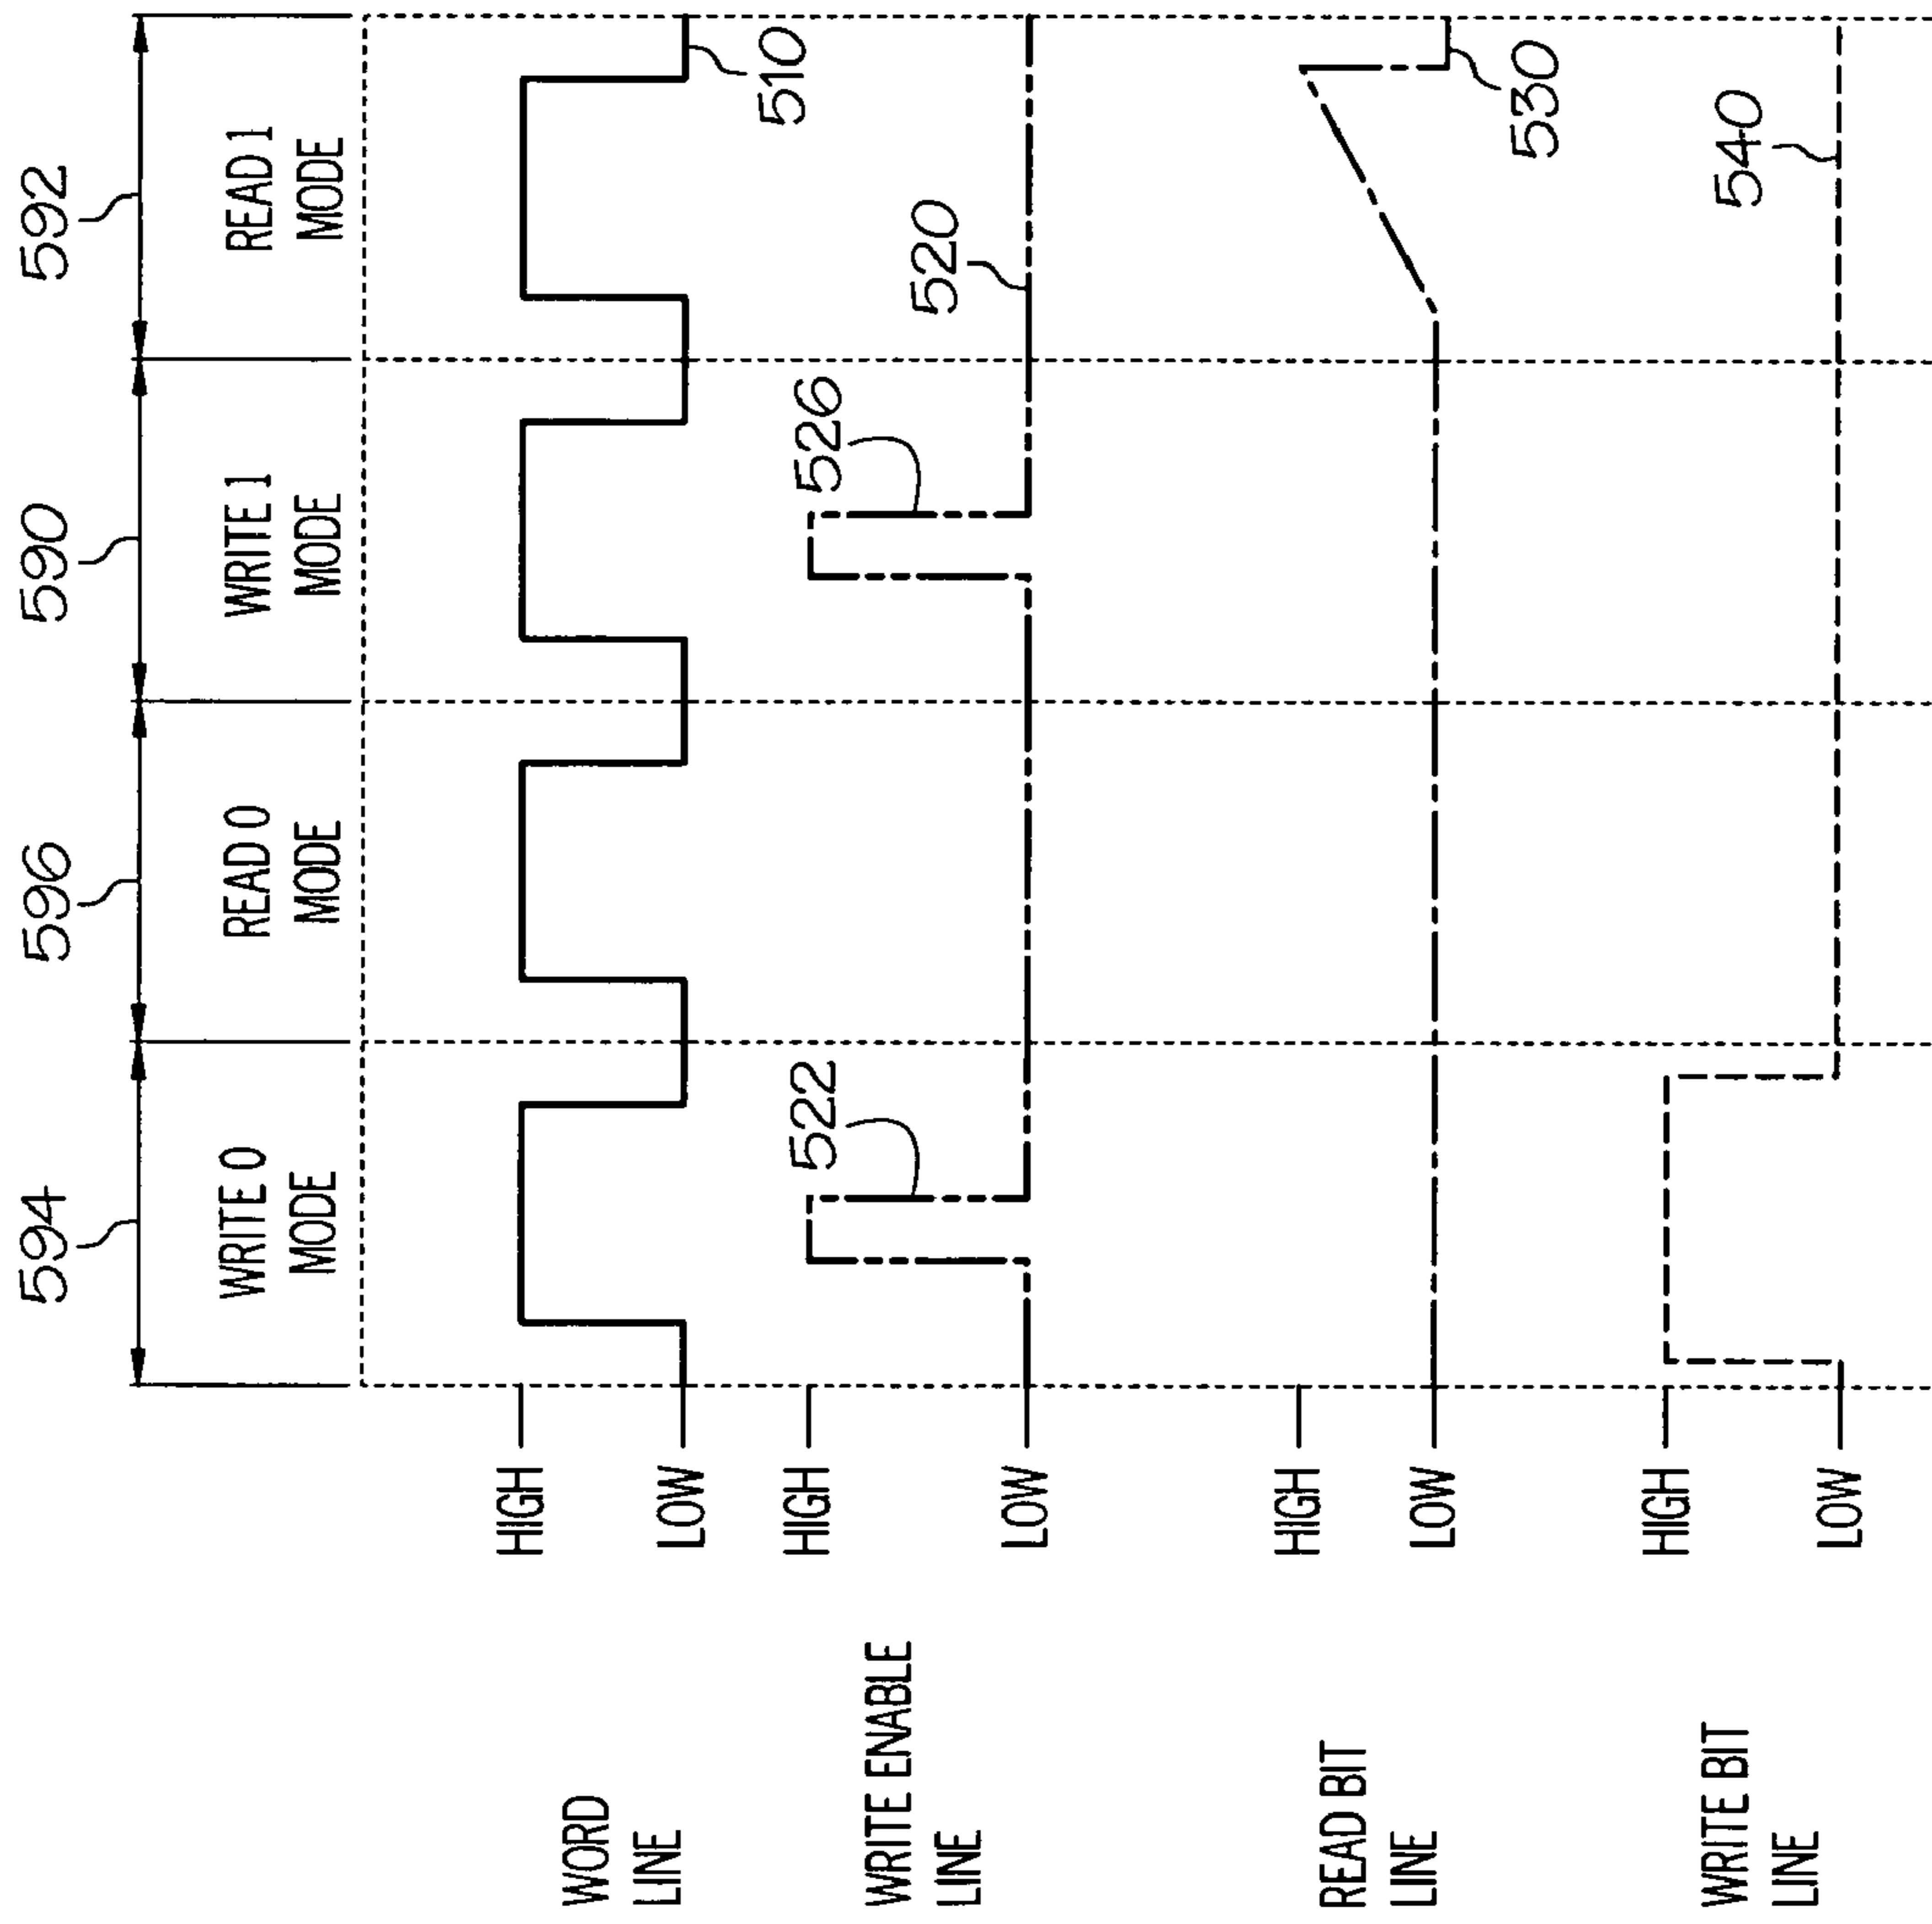 594
596
590
592
WRITE 0
MODE
READ 0
MODE
WRITE 1
MODE
READ 1
MODE
WORD
LINE
HIGH
LOW
510
WRITE ENABLE
LINE
HIGH
LOW
522
526
520
READ BIT
LINE
HIGH
LOW
530
WRITE BIT
LINE
HIGH
LOW
540